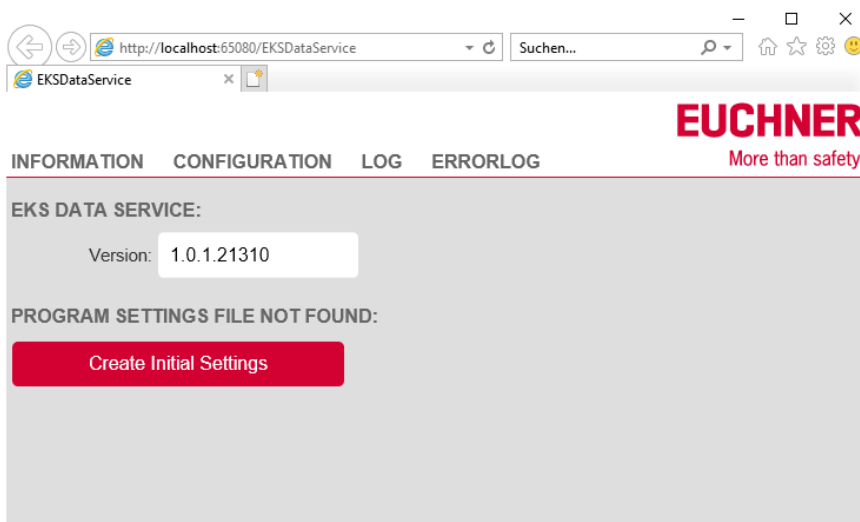 http://localhost:65080/EKSDataService
Suchen...
EKSDataService
EUCHNER
More than safety
INFORMATION CONFIGURATION LOG ERRORLOG
EKS DATA SERVICE:
Version: 1.0.1.21310
PROGRAM SETTINGS FILE NOT FOUND:
Create Initial Settings